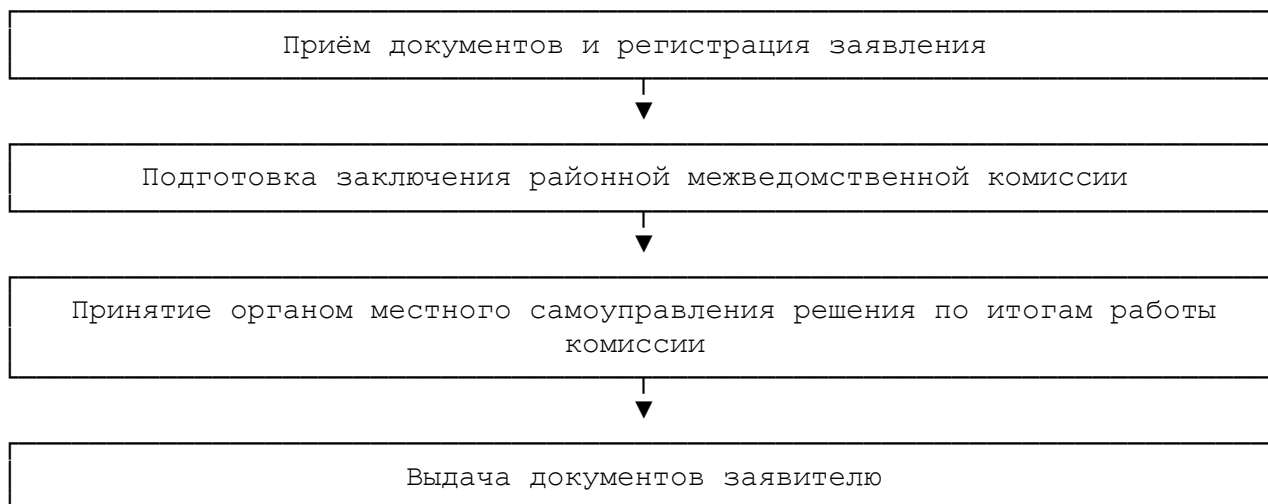 Приём документов и регистрация заявления
Подготовка заключения районной межведомственной комиссии
Принятие органом местного самоуправления решения по итогам работы
комиссии
Выдача документов заявителю